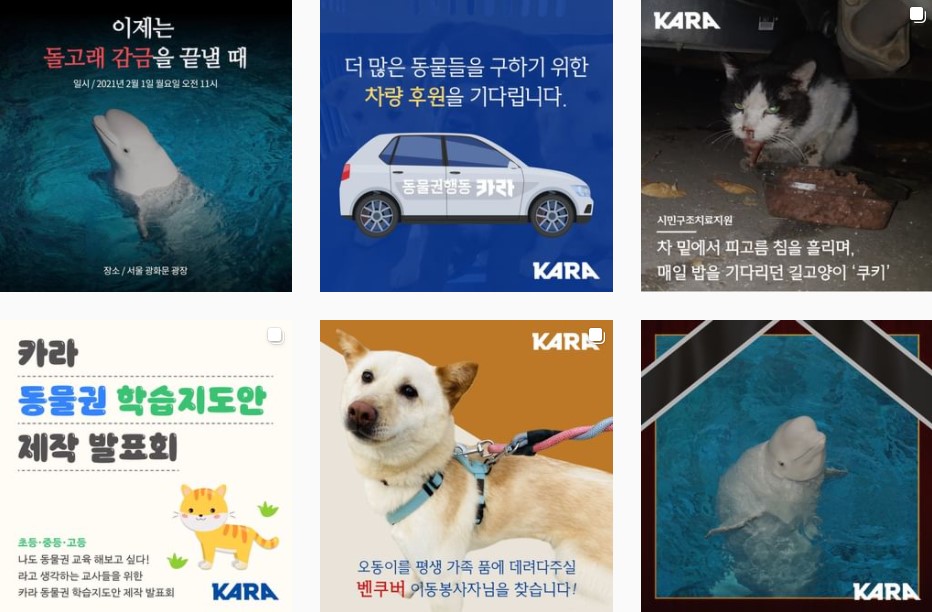 이제는
돌고래 감금을 끝낼 때
일시 / 2021년 2월 1일 월요일 오전 11시
장소 / 서울 광화문 광장
더 많은 동물들을 구하기 위한
차량 후원을 기다립니다.
동물권행동 카라
KARA
KARA
시민구조치료지원
차 밑에서 피고름 침을 흘리며,
매일 밥을 기다리던 길고양이 ‘쿠키’
카라
동물권 학습지도안
제작 발표회
초등·중등·고등
나도 동물권 교육 해보고 싶다!
라고 생각하는 교사들을 위한
카라 동물권 학습지도안 제작 발표회
KARA
KARA
오동이를 평생 가족 품에 데려다주실
벤쿠버 이동봉사자님을 찾습니다!
KARA